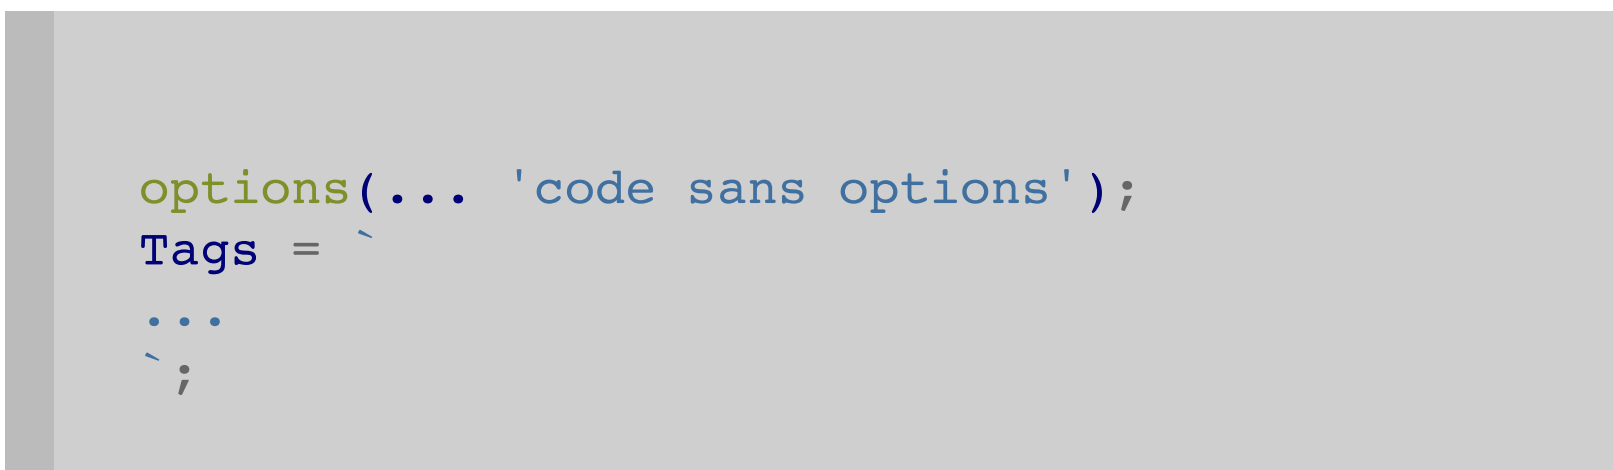 options(... 'code sans options');
Tags = `
...
`;